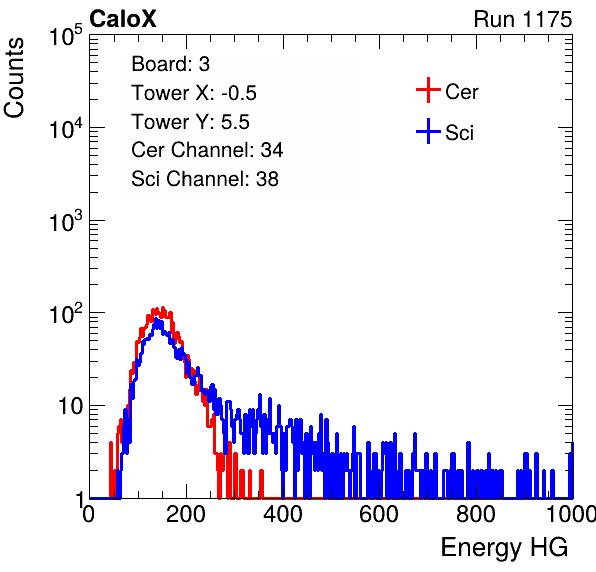 CaloX Run 1175
Counts
10^5
10^4
10^3
10^2
10
1
Board: 3
Tower X: -0.5
Tower Y: 5.5
Cer Channel: 34
Sci Channel: 38
Cer
Sci
0 200 400 600 800 1000
Energy HG